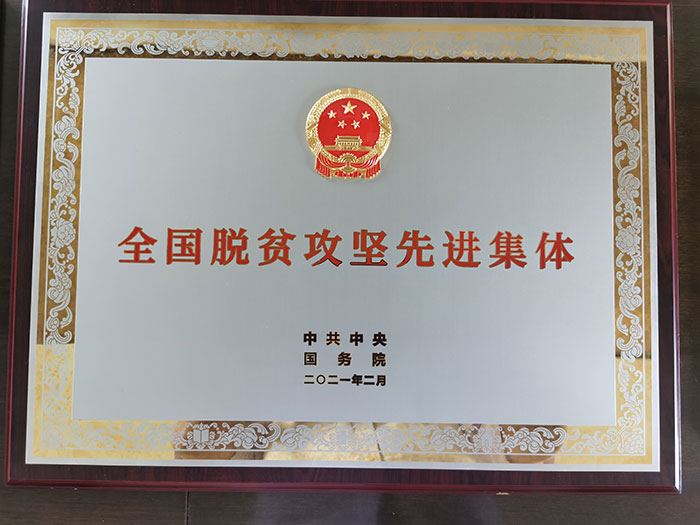 全国脱贫攻坚先进集体
中共中央
国务院
二〇二一年二月